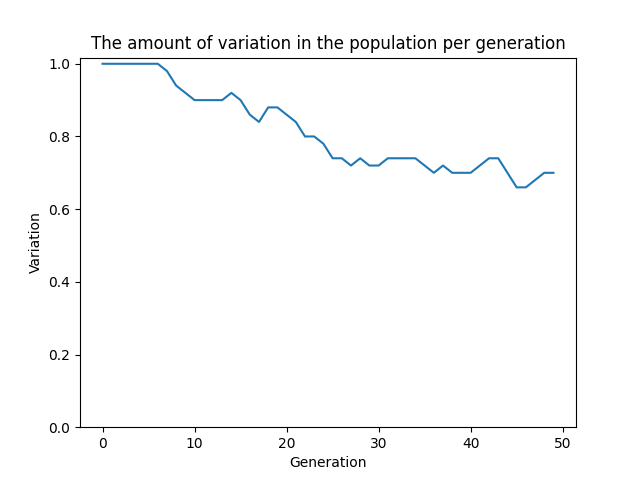 The amount of variation in the population per generation
1.0
0.8
0.6
0.4
0.2
0.0
Variation
0 10 20 30 40 50
Generation